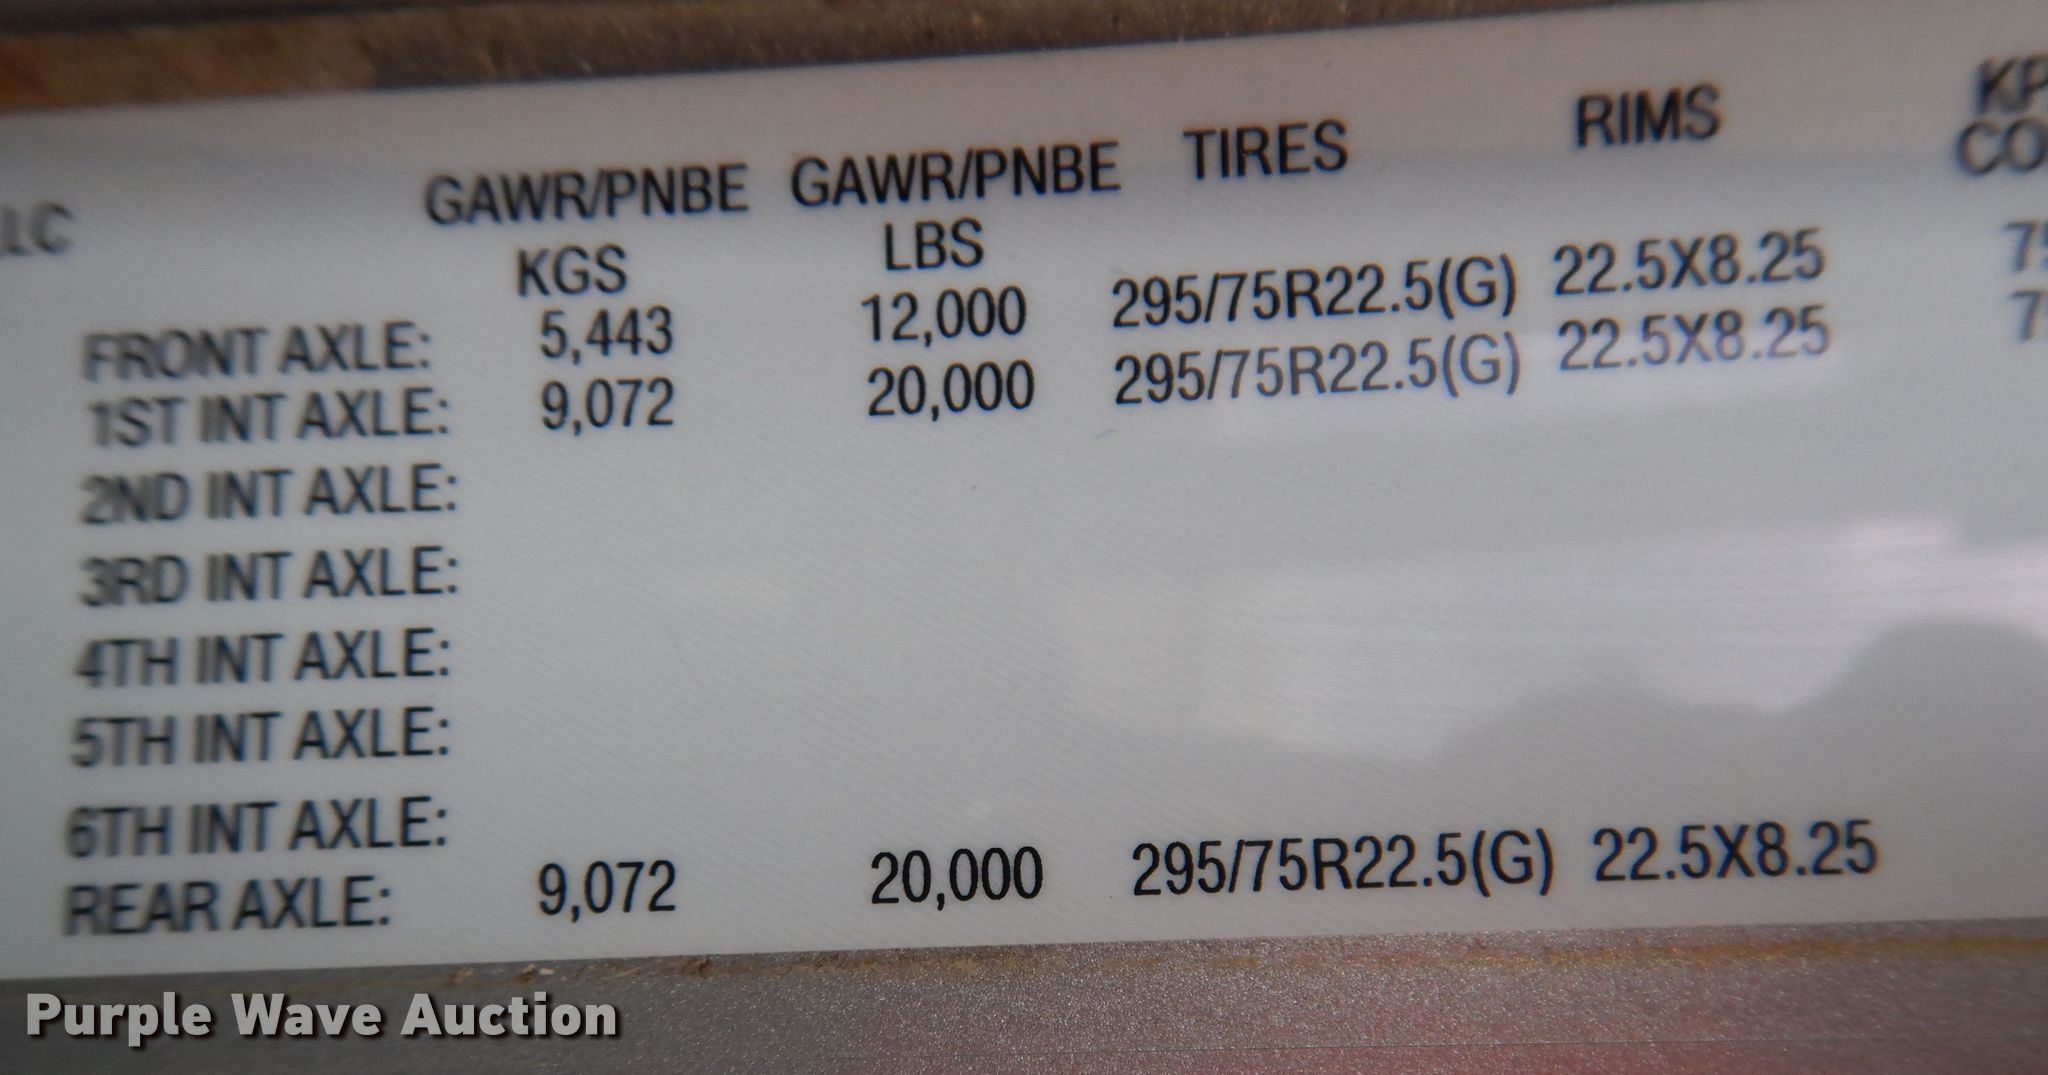 LLC
GAWR/PNBE GAWR/PNBE TIRES RIMS
KGS LBS
FRONT AXLE: 5,443 12,000 295/75R22.5(G) 22.5X8.25
1ST INT AXLE: 9,072 20,000 295/75R22.5(G) 22.5X8.25
2ND INT AXLE:
3RD INT AXLE:
4TH INT AXLE:
5TH INT AXLE:
6TH INT AXLE:
REAR AXLE: 9,072 20,000 295/75R22.5(G) 22.5X8.25
Purple Wave Auction